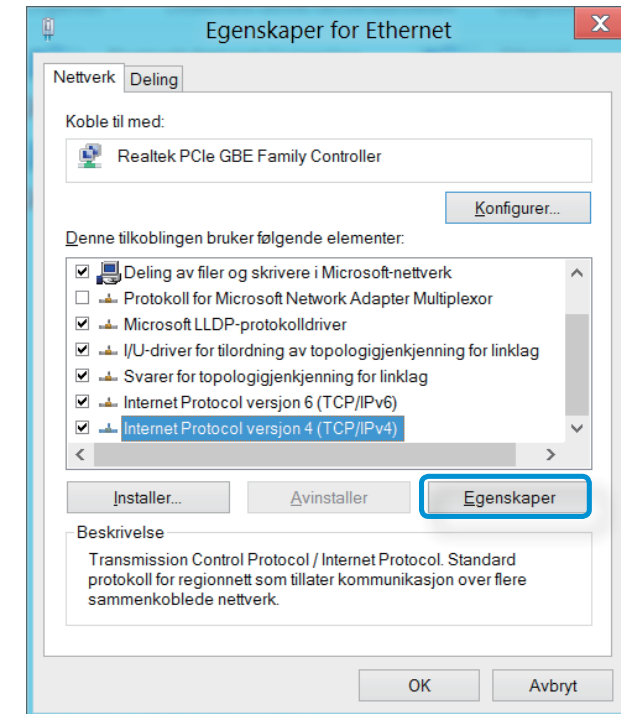 Egenskaper for Ethernet
X
Nettverk
Deling
Koble til med:
Realtek PCIe GBE Family Controller
Konfigurer...
Denne tilkoblingen bruker følgende elementer:
Deling av filer og skrivere i Microsoft-nettverk
Protokoll for Microsoft Network Adapter Multiplexor
Microsoft LLDP-protokolldriver
I/U-driver for tilordning av topologigjenkjenning for linklag
Svarer for topologigjenkjenning for linklag
Internet Protocol versjon 6 (TCP/IPv6)
Internet Protocol versjon 4 (TCP/IPv4)
Installer...
Avinstaller
Egenskaper
Beskrivelse
Transmission Control Protocol / Internet Protocol. Standard
protokoll for regionnett som tillater kommunikasjon over flere
sammenkoblede nettverk.
OK
Avbryt